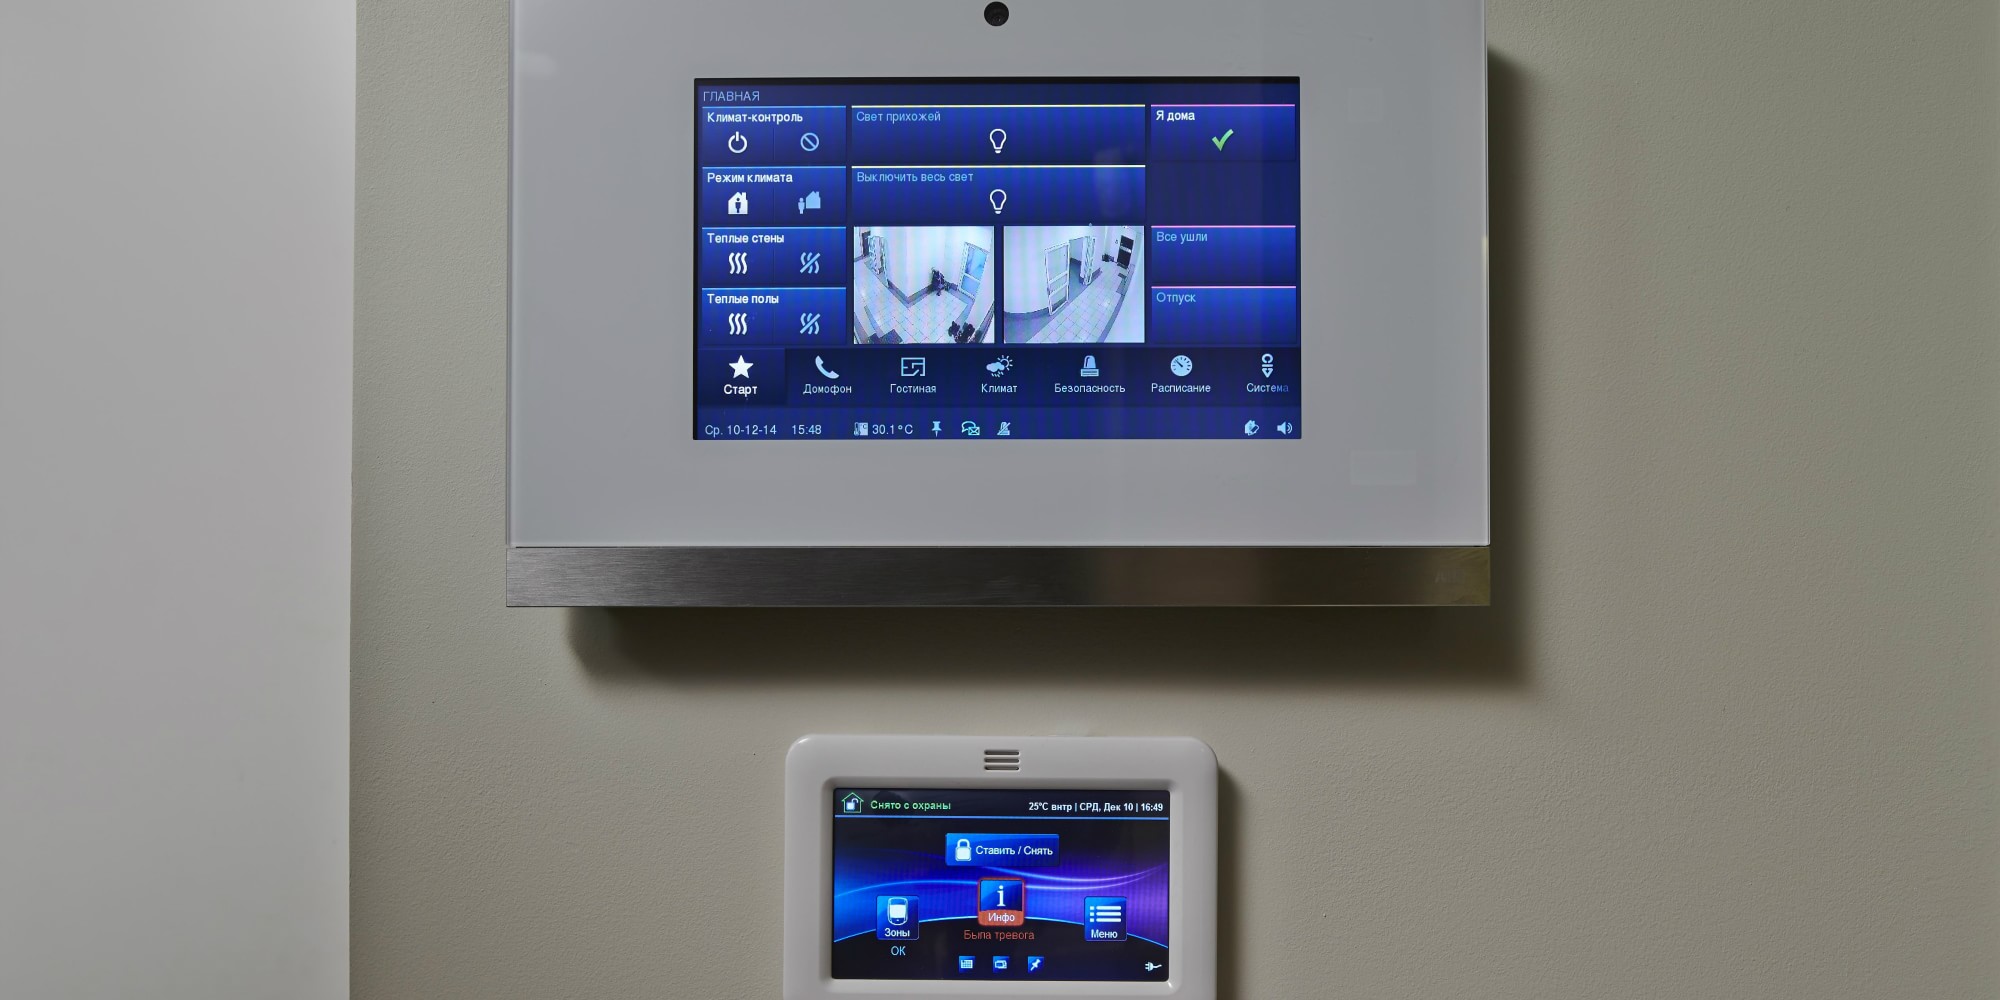 ГЛАВНАЯ
Климат-контроль
Свет прихожей
Я дома
Режим климата
Выключить весь свет
Теплые стены
Все ушли
Теплые полы
Отпуск
Старт
Домофон
Гостиная
Климат
Безопасность
Расписание
Система
Ср. 10-12-14 15:48 30.1°C
Снято с охраны
25°C внтр | СРД, Дек 10 | 16:49
Ставить / Снять
i
Инфо
Зоны
Меню
Была тревога
ОК